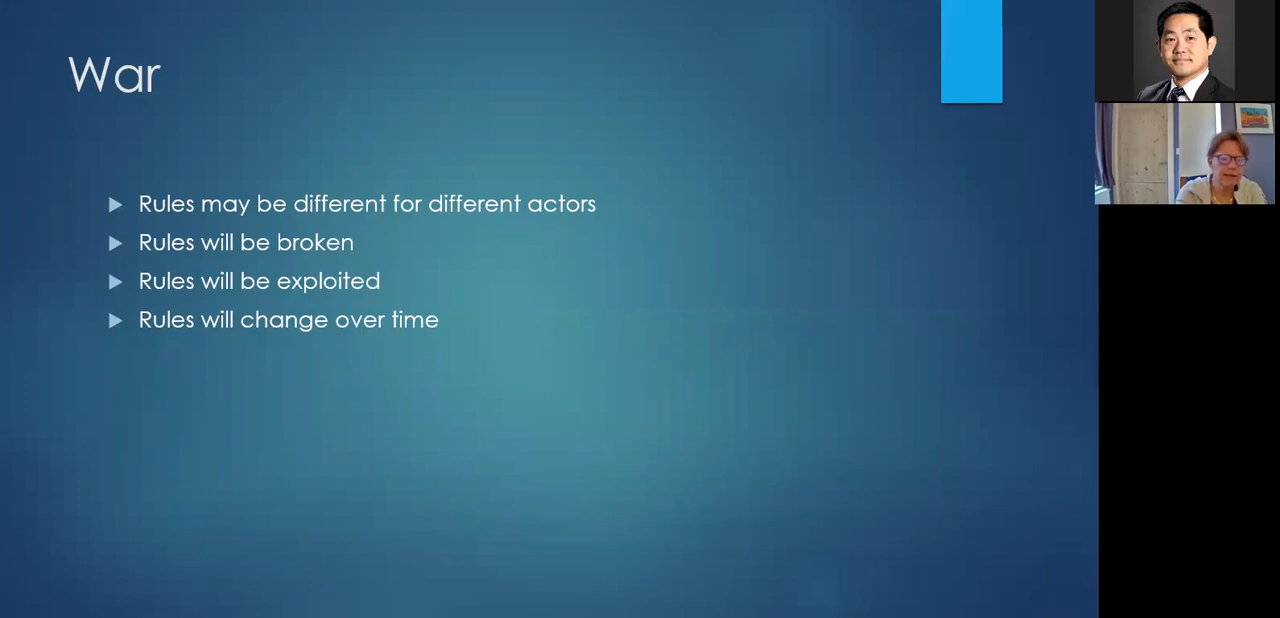 War
Rules may be different for different actors
Rules will be broken
Rules will be exploited
Rules will change over time